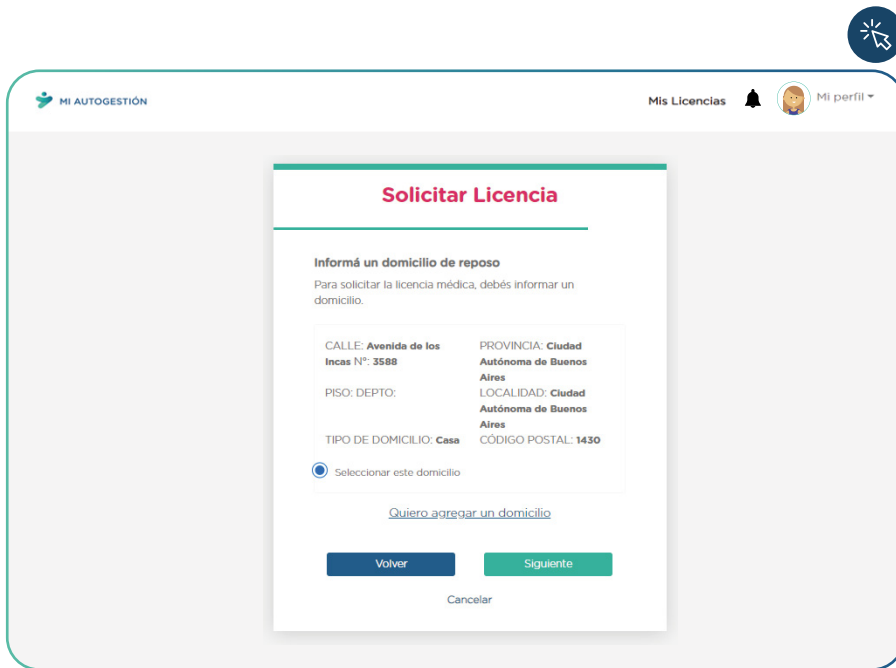 MI AUTOGESTIÓN
Mis Licencias
Mi perfil
Solicitar Licencia
Informá un domicilio de reposo
Para solicitar la licencia médica, debés informar un
domicilio.
CALLE: Avenida de los
Incas N°: 3588
PROVINCIA: Ciudad
Autónoma de Buenos
Aires
PISO: DEPTO:
LOCALIDAD: Ciudad
Autónoma de Buenos
Aires
TIPO DE DOMICILIO: Casa
CÓDIGO POSTAL: 1430
Seleccionar este domicilio
Quiero agregar un domicilio
Volver
Siguiente
Cancelar